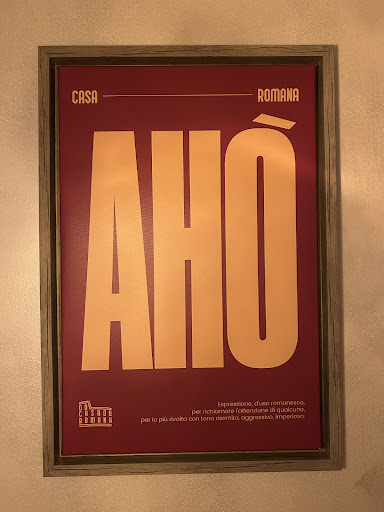 CASA ROMANA
AHÒ
Espressione, d'uso romanesco,
per richiamare l'attenzione di qualcuno,
per lo più rivolta con tono risentito, aggressivo, imperioso.
CASADÒ
ROMANA